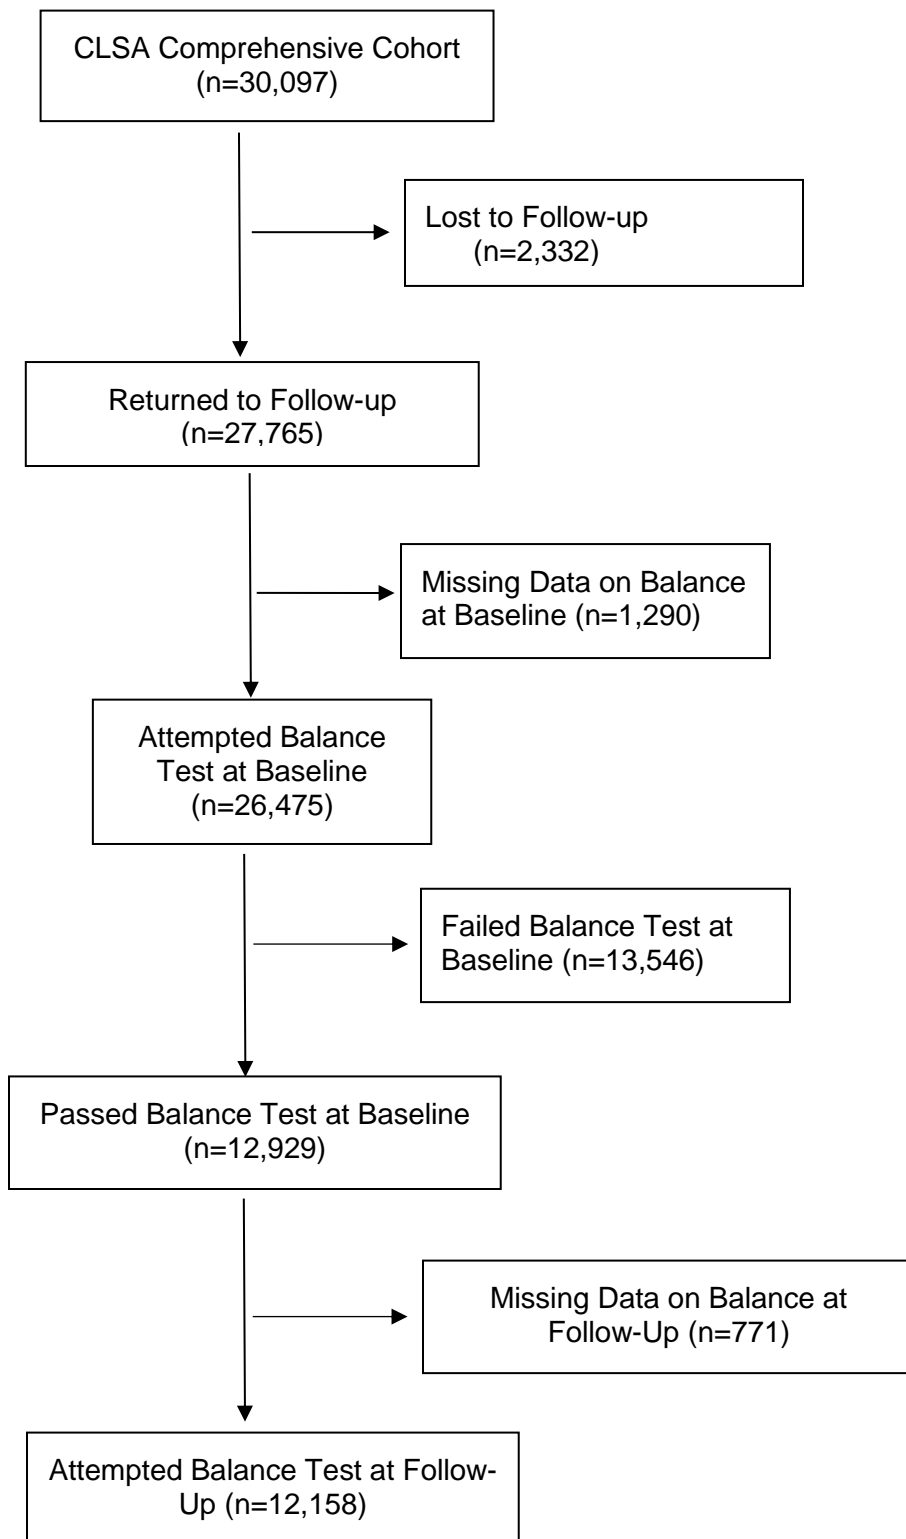 CLSA Comprehensive Cohort
(n=30,097)
Lost to Follow-up
(n=2,332)
Returned to Follow-up
(n=27,765)
Missing Data on Balance
at Baseline (n=1,290)
Attempted Balance
Test at Baseline
(n=26,475)
Failed Balance Test at
Baseline (n=13,546)
Passed Balance Test at Baseline
(n=12,929)
Missing Data on Balance at
Follow-Up (n=771)
Attempted Balance Test at Follow-
Up (n=12,158)